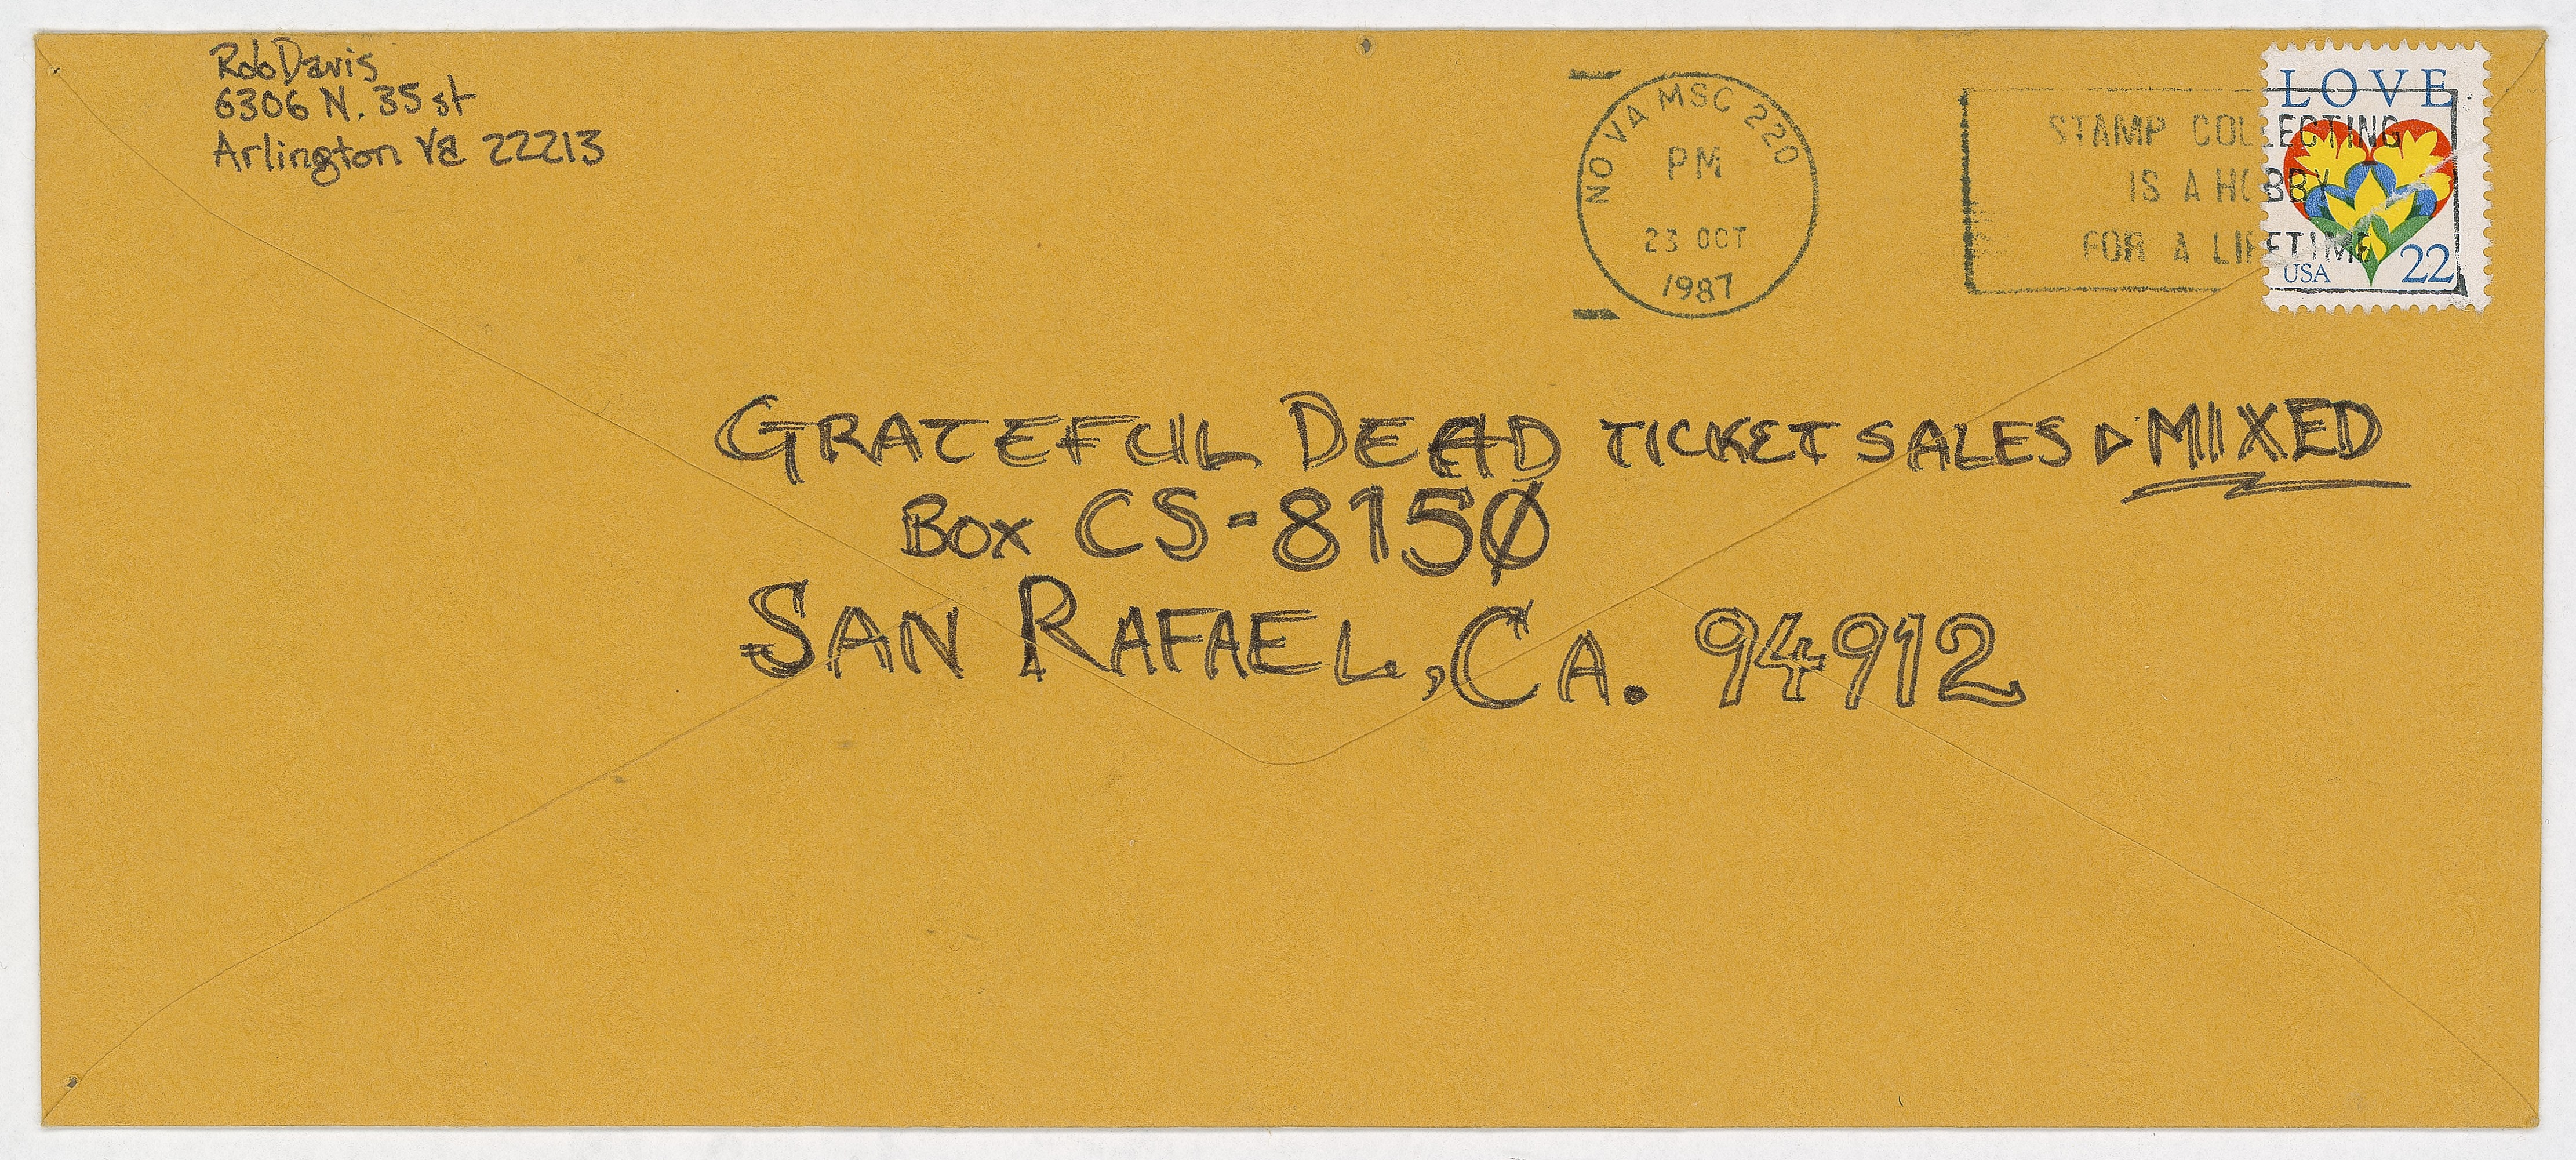 Rob Davis
6306 N. 35 st
Arlington Va 22213
NO VA MSC 220
PM
23 OCT
1987
STAMP COLLECTING
IS A HOBBY
FOR A LIFETIME
LOVE
USA 22
GRATEFUL DEAD TICKET SALES ▷ MIXED
BOX CS-815Ø
SAN RAFAEL, CA. 94912